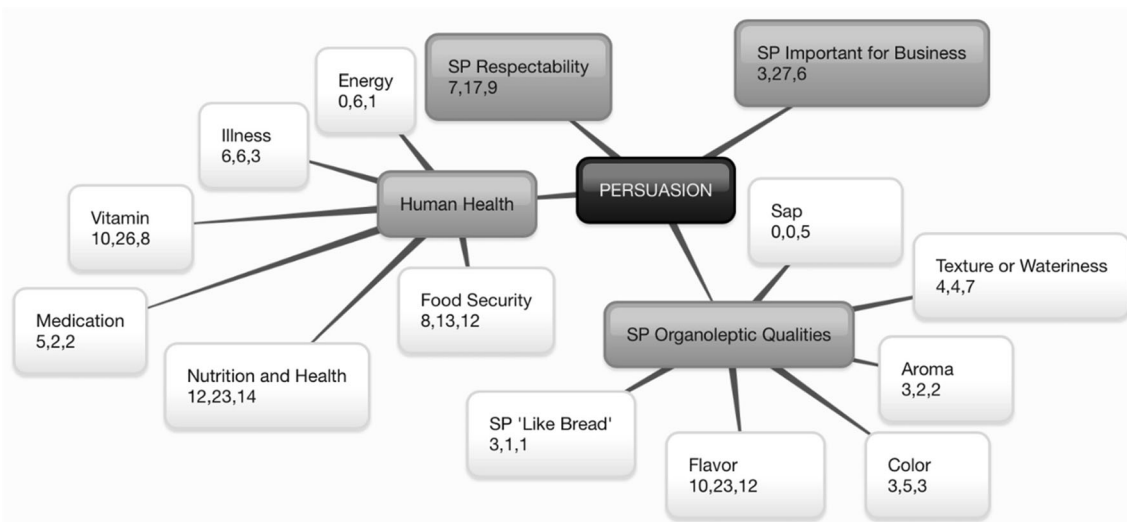 SP Important for Business
3,27,6
SP Respectability
7,17,9
Energy
0,6,1
Illness
6,6,3
PERSUASION
Human Health
Sap
0,0,5
Vitamin
10,26,8
Texture or Wateriness
4,4,7
Food Security
8,13,12
Medication
5,2,2
SP Organoleptic Qualities
Nutrition and Health
12,23,14
Aroma
3,2,2
SP 'Like Bread'
3,1,1
Flavor
10,23,12
Color
3,5,3